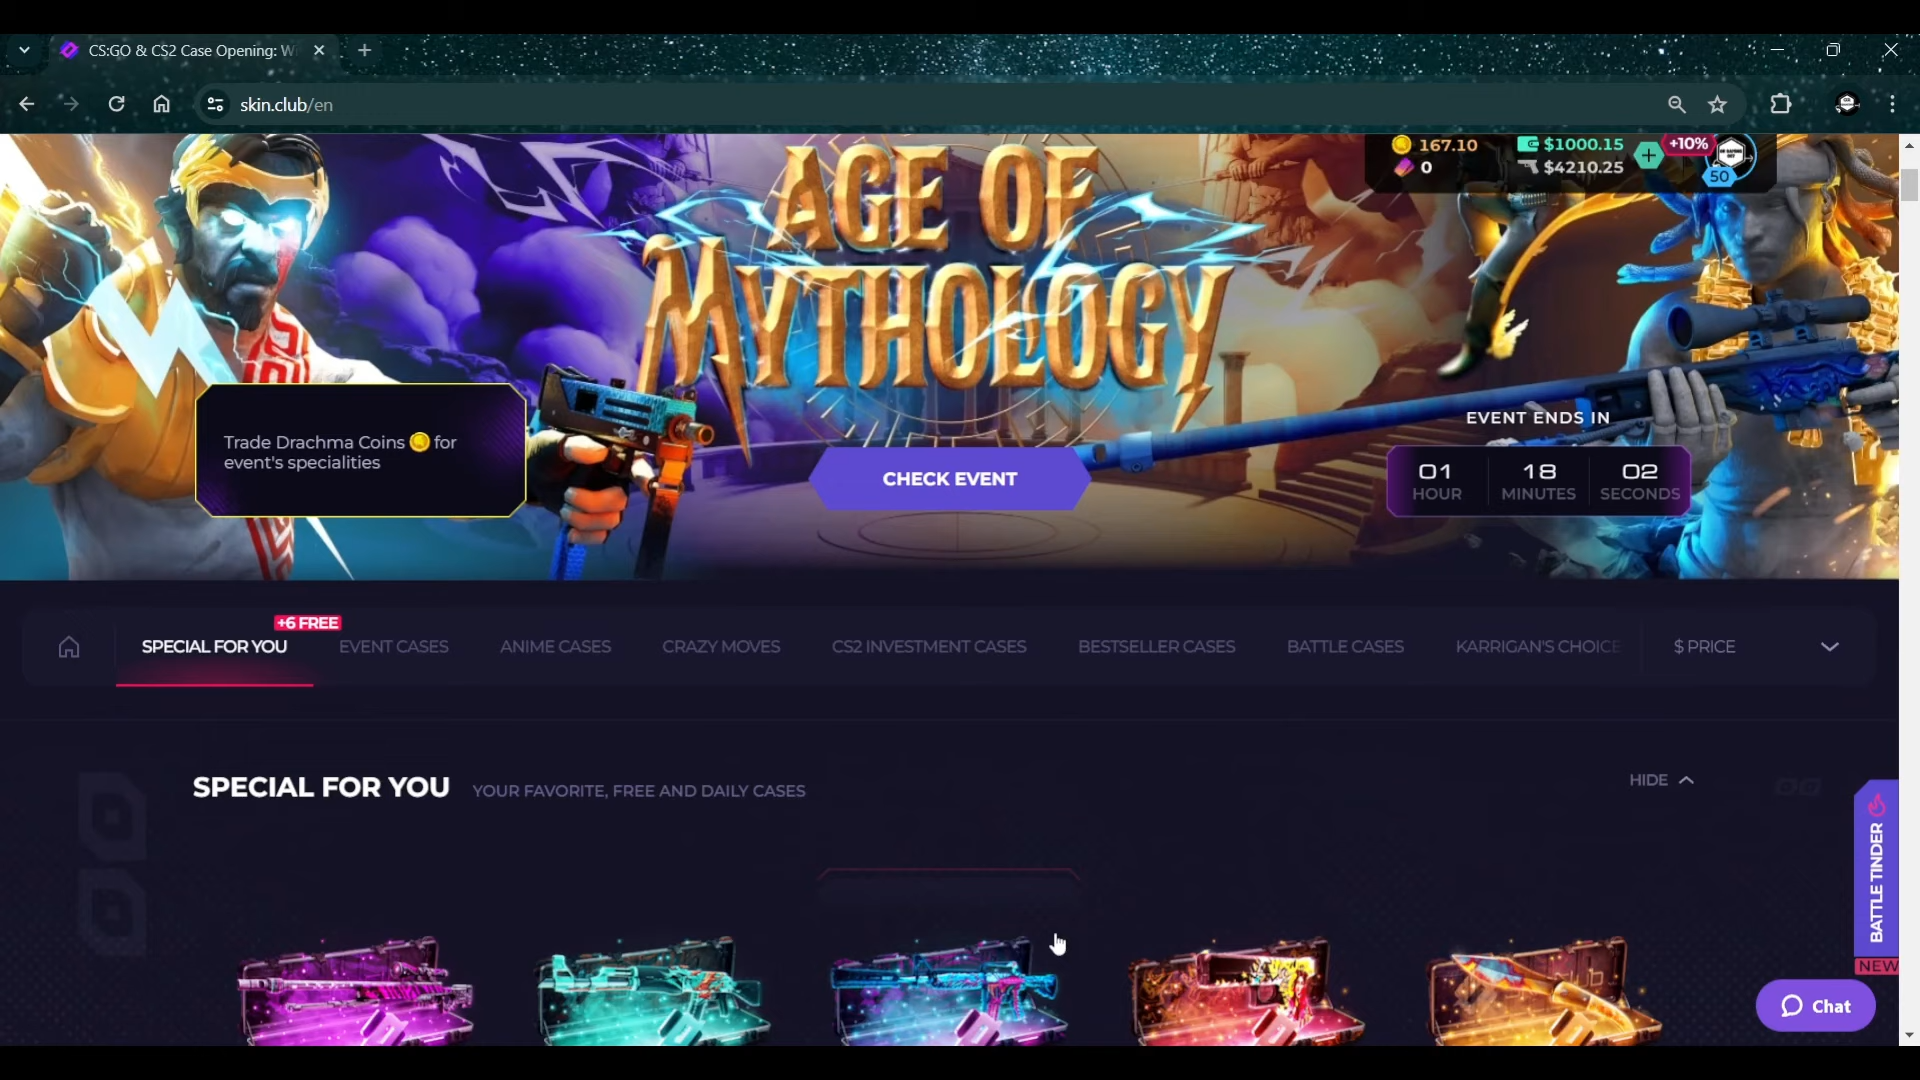 CS:GO & CS2 Case Opening: W
skin.club/en
167.10
0
$1000.15
$4210.25
+10%
50
AGE OF
MYTHOLOGY
Trade Drachma Coins for
event's specialities
CHECK EVENT
EVENT ENDS IN
01 18 02
HOUR MINUTES SECONDS
+6 FREE
SPECIAL FOR YOU EVENT CASES ANIME CASES CRAZY MOVES CS2 INVESTMENT CASES BESTSELLER CASES BATTLE CASES KARRIGAN'S CHOICE $ PRICE
SPECIAL FOR YOU YOUR FAVORITE, FREE AND DAILY CASES
HIDE
BATTLE TINDER
NEW
Chat